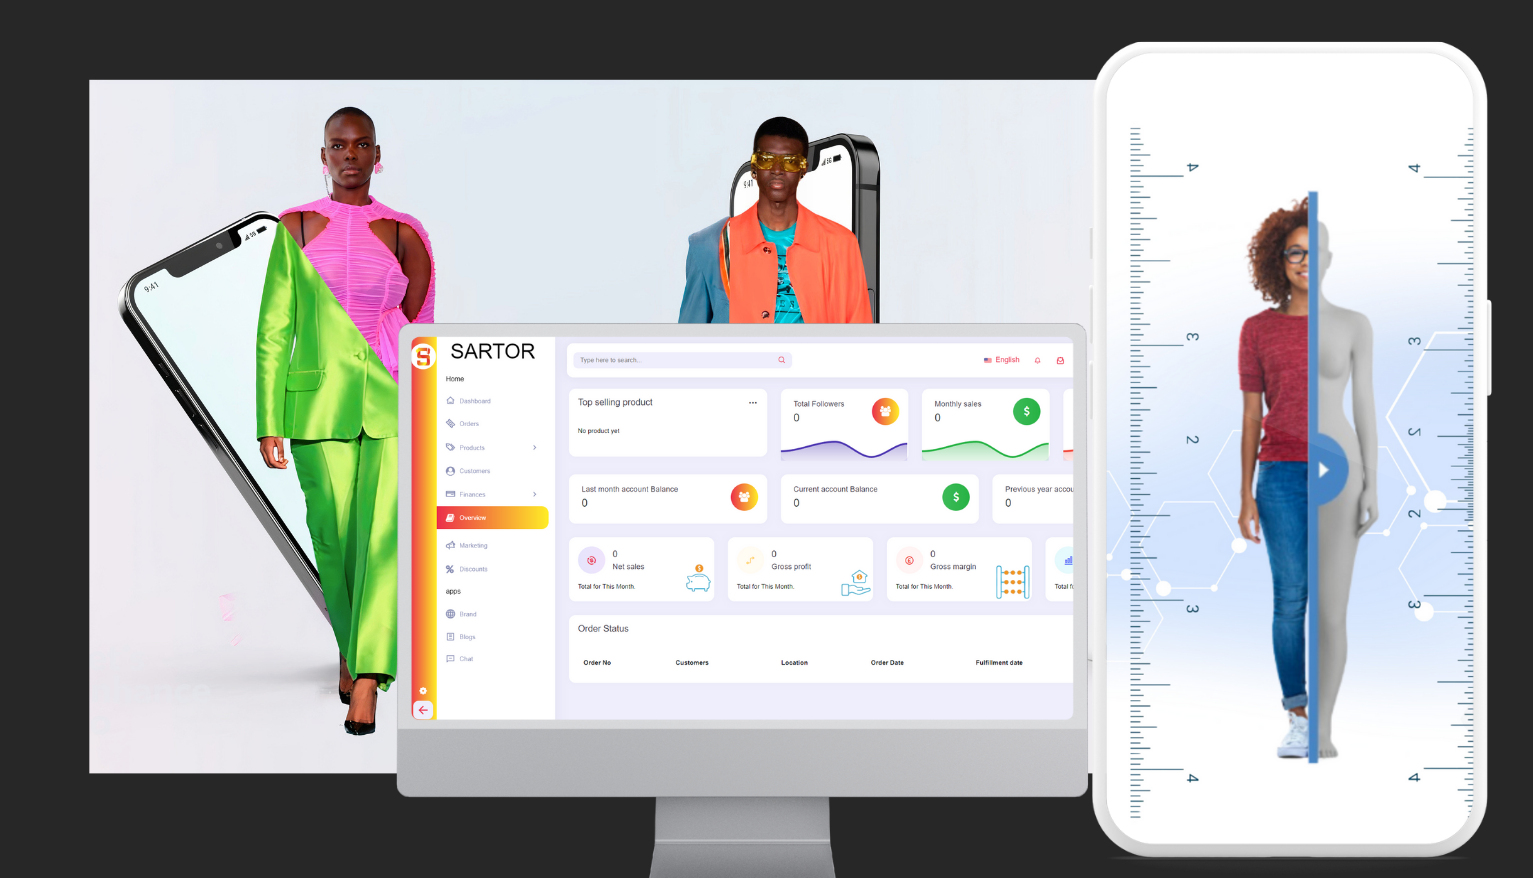 9:41
5G
9:41
5G
S
SARTOR
Home
Dashboard
Orders
Products
Customers
Finances
Overview
Marketing
Discounts
apps
Brand
Blogs
Chat
Type here to search...
English
Top selling product
...
No product yet
Total Followers
0
Monthly sales
0
$
Last month account Balance
0
Current account Balance
0
$
Previous year accou
0
0
Net sales
Total for This Month.
0
Gross profit
Total for This Month.
0
Gross margin
Total for This Month.
Total f
Order Status
Order No Customers Location Order Date Fulfillment date
4 4
3 3
2 2
2
3 3
4 4